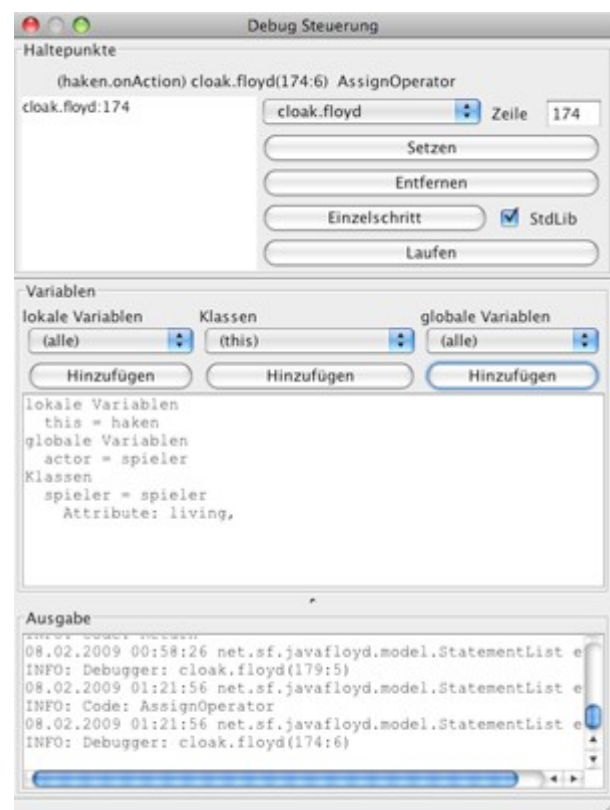 Debug Steuerung
Haltepunkte
(haken.onAction) cloak.floyd(174:6) AssignOperator
cloak.floyd:174
cloak.floyd Zeile 174
Setzen
Entfernen
Einzelschritt StdLib
Laufen
Variablen
lokale Variablen Klassen globale Variablen
(alle) (this) (alle)
Hinzufügen Hinzufügen Hinzufügen
lokale Variablen
this = haken
globale Variablen
actor = spieler
Klassen
spieler = spieler
Attribute: living,
Ausgabe
INFO: Code: Return
08.02.2009 00:58:26 net.sf.javafloyd.model.StatementList e
INFO: Debugger: cloak.floyd(179:5)
08.02.2009 01:21:56 net.sf.javafloyd.model.StatementList e
INFO: Code: AssignOperator
08.02.2009 01:21:56 net.sf.javafloyd.model.StatementList e
INFO: Debugger: cloak.floyd(174:6)